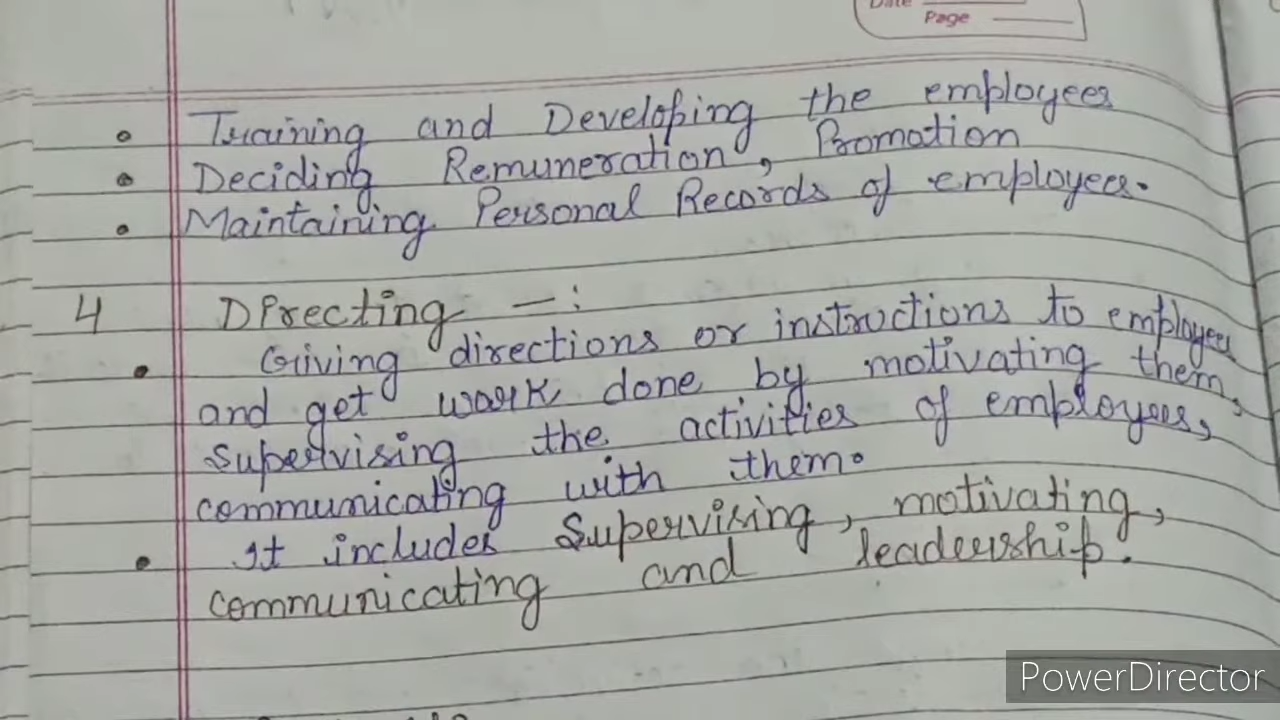 Date
Page
• Training and Developing the employees
• Deciding Remuneration, Promotion
• Maintaining Personal Records of employees.
4 Directing —:
• Giving directions or instructions to employees
and get work done by motivating them,
supervising the activities of employees,
communicating with them.
• It includes Supervising, motivating,
communicating and leadership.
PowerDirector